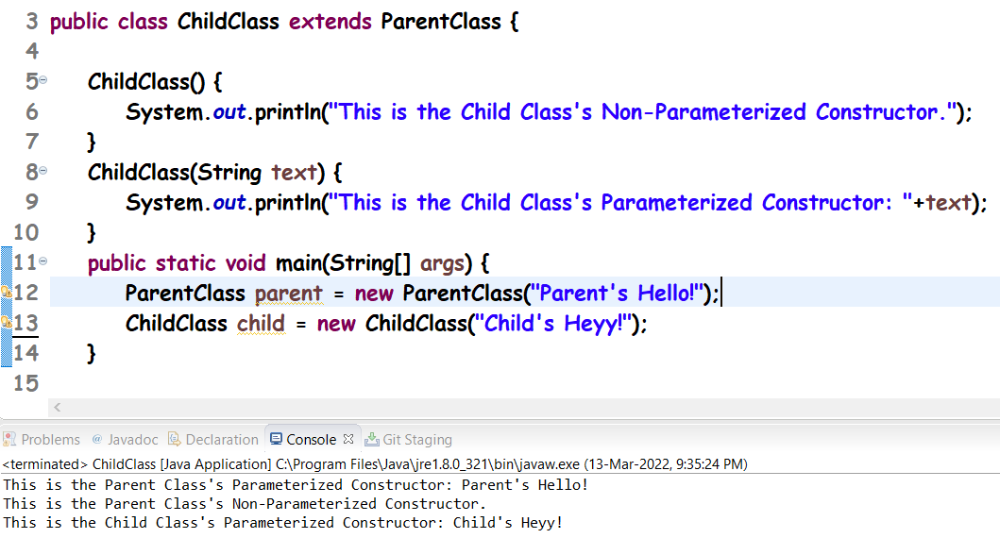 3 public class ChildClass extends ParentClass {
4
5 ChildClass() {
6 System.out.println("This is the Child Class's Non-Parameterized Constructor.");
7 }
8 ChildClass(String text) {
9 System.out.println("This is the Child Class's Parameterized Constructor: "+text);
10 }
11 public static void main(String[] args) {
12 ParentClass parent = new ParentClass("Parent's Hello!");
13 ChildClass child = new ChildClass("Child's Heyy!");
14 }
15
Problems @ Javadoc Declaration Console Git Staging
<terminated> ChildClass [Java Application] C:\Program Files\Java\jre1.8.0_321\bin\javaw.exe (13-Mar-2022, 9:35:24 PM)
This is the Parent Class's Parameterized Constructor: Parent's Hello!
This is the Parent Class's Non-Parameterized Constructor.
This is the Child Class's Parameterized Constructor: Child's Heyy!